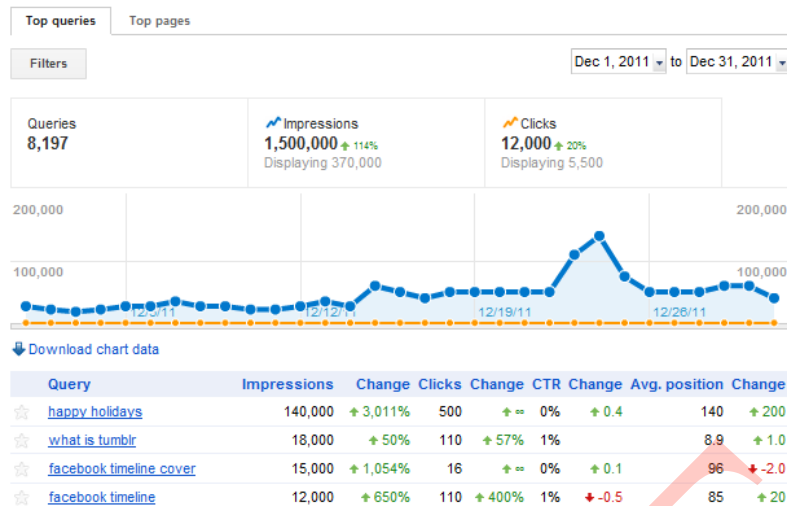 Top queries Top pages
Filters Dec 1, 2011 to Dec 31, 2011
Queries Impressions Clicks
8,197 1,500,000 114% 12,000 20%
Displaying 370,000 Displaying 5,500
200,000 200,000
100,000 100,000
12/5/11 12/12/11 12/19/11 12/26/11
Download chart data
Query Impressions Change Clicks Change CTR Change Avg. position Change
happy holidays 140,000 3,011% 500 ∞ 0% 0.4 140 200
what is tumblr 18,000 50% 110 57% 1% 8.9 1.0
facebook timeline cover 15,000 1,054% 16 ∞ 0% 0.1 96 -2.0
facebook timeline 12,000 650% 110 400% 1% -0.5 85 20